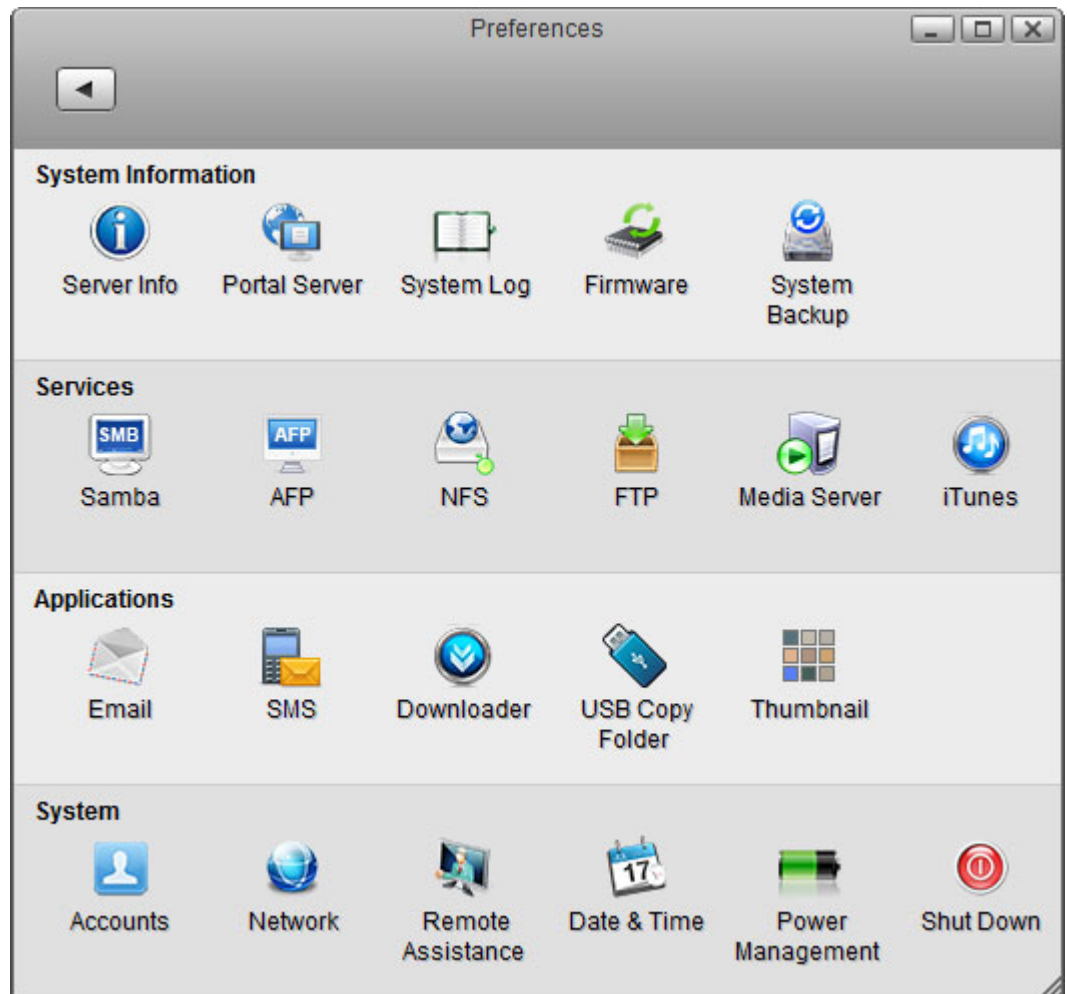 Preferences
System Information
Server Info Portal Server System Log Firmware System
Backup
Services
SMB AFP
Samba AFP NFS FTP Media Server iTunes
Applications
Email SMS Downloader USB Copy Thumbnail
Folder
System
17
Accounts Network Remote Date & Time Power Shut Down
Assistance Management